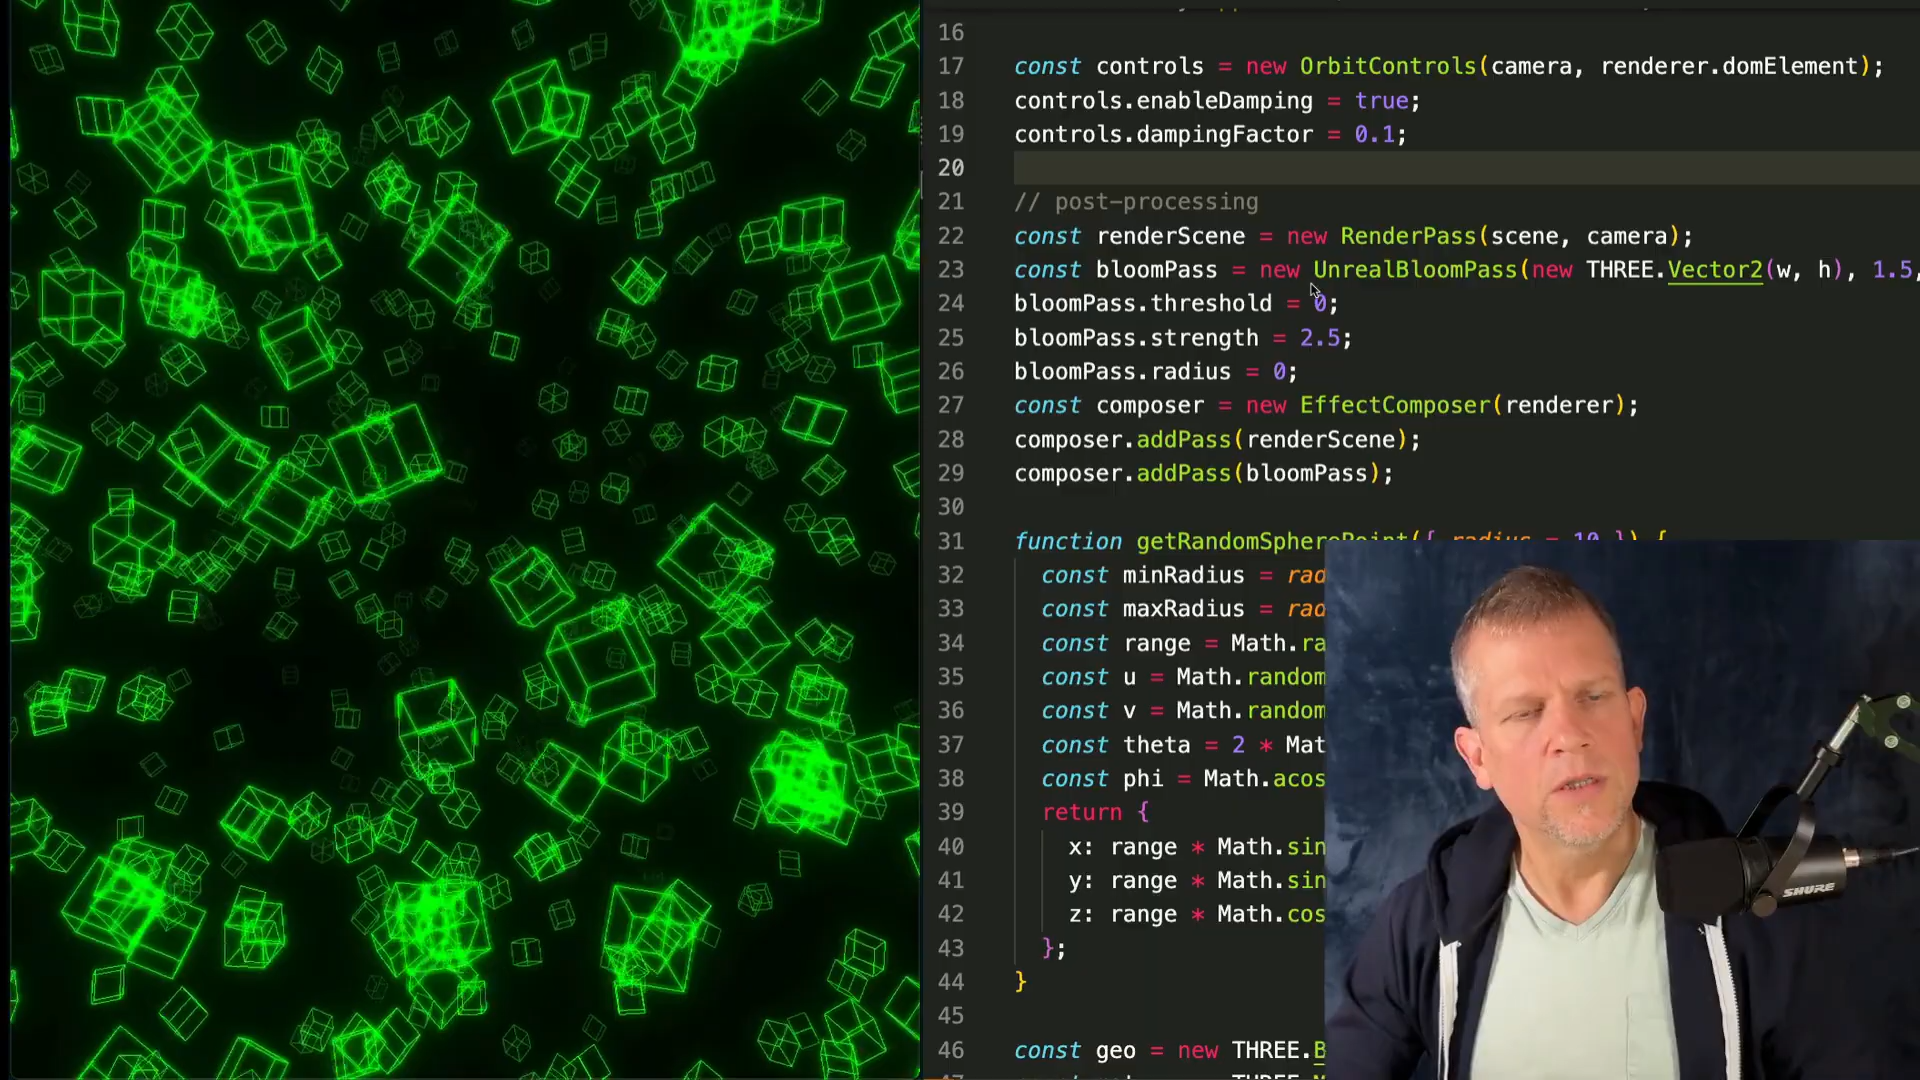 16
17 const controls = new OrbitControls(camera, renderer.domElement);
18 controls.enableDamping = true;
19 controls.dampingFactor = 0.1;
20
21 // post-processing
22 const renderScene = new RenderPass(scene, camera);
23 const bloomPass = new UnrealBloomPass(new THREE.Vector2(w, h), 1.5,
24 bloomPass.threshold = 0;
25 bloomPass.strength = 2.5;
26 bloomPass.radius = 0;
27 const composer = new EffectComposer(renderer);
28 composer.addPass(renderScene);
29 composer.addPass(bloomPass);
30
31 function getRandomSpherePoint({ radius = 10 }) {
32 const minRadius = rad
33 const maxRadius = rad
34 const range = Math.ra
35 const u = Math.random
36 const v = Math.random
37 const theta = 2 * Mat
38 const phi = Math.acos
39 return {
40 x: range * Math.sin
41 y: range * Math.sin
42 z: range * Math.cos
43 };
44 }
45
46 const geo = new THREE.B
SHURE